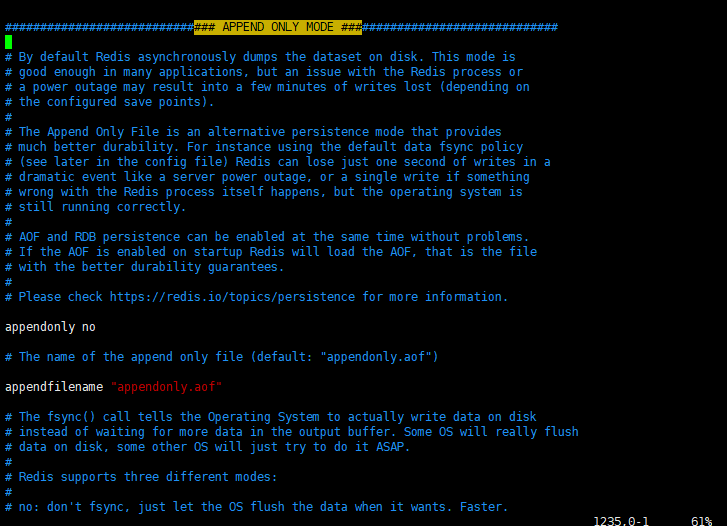 ############################## APPEND ONLY MODE ###############################

# By default Redis asynchronously dumps the dataset on disk. This mode is
# good enough in many applications, but an issue with the Redis process or
# a power outage may result into a few minutes of writes lost (depending on
# the configured save points).
#
# The Append Only File is an alternative persistence mode that provides
# much better durability. For instance using the default data fsync policy
# (see later in the config file) Redis can lose just one second of writes in a
# dramatic event like a server power outage, or a single write if something
# wrong with the Redis process itself happens, but the operating system is
# still running correctly.
#
# AOF and RDB persistence can be enabled at the same time without problems.
# If the AOF is enabled on startup Redis will load the AOF, that is the file
# with the better durability guarantees.
#
# Please check https://redis.io/topics/persistence for more information.

appendonly no

# The name of the append only file (default: "appendonly.aof")

appendfilename "appendonly.aof"

# The fsync() call tells the Operating System to actually write data on disk
# instead of waiting for more data in the output buffer. Some OS will really flush
# data on disk, some other OS will just try to do it ASAP.
#
# Redis supports three different modes:
#
# no: don't fsync, just let the OS flush the data when it wants. Faster.
1235,0-1 61%